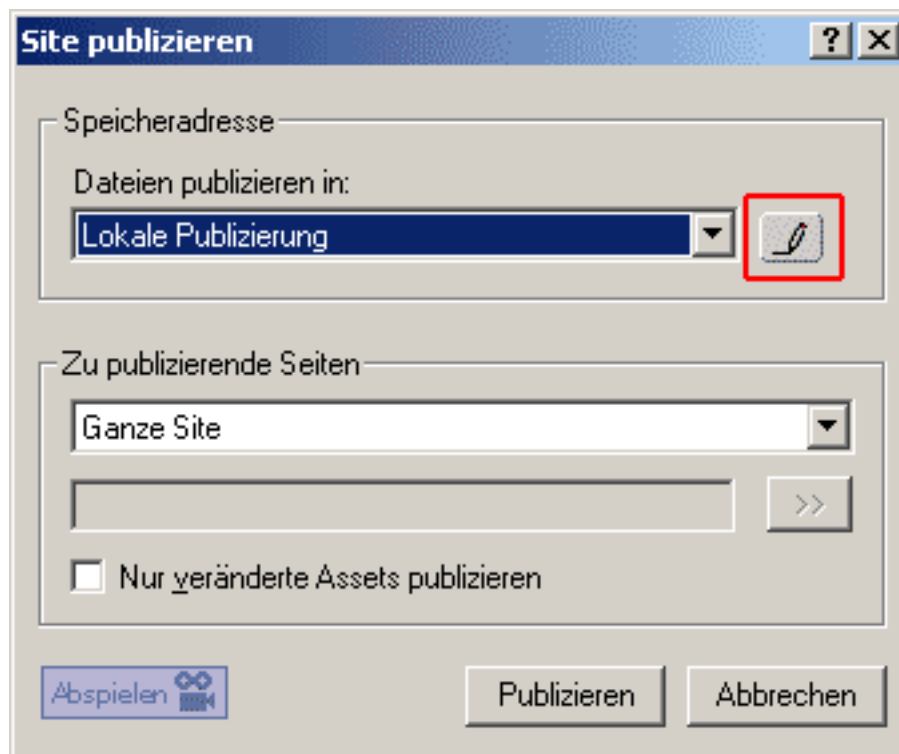 Site publizieren
Speicheradresse
Dateien publizieren in:
Lokale Publizierung
Zu publizierende Seiten
Ganze Site
>>
Nur veränderte Assets publizieren
Abspielen
Publizieren
Abbrechen